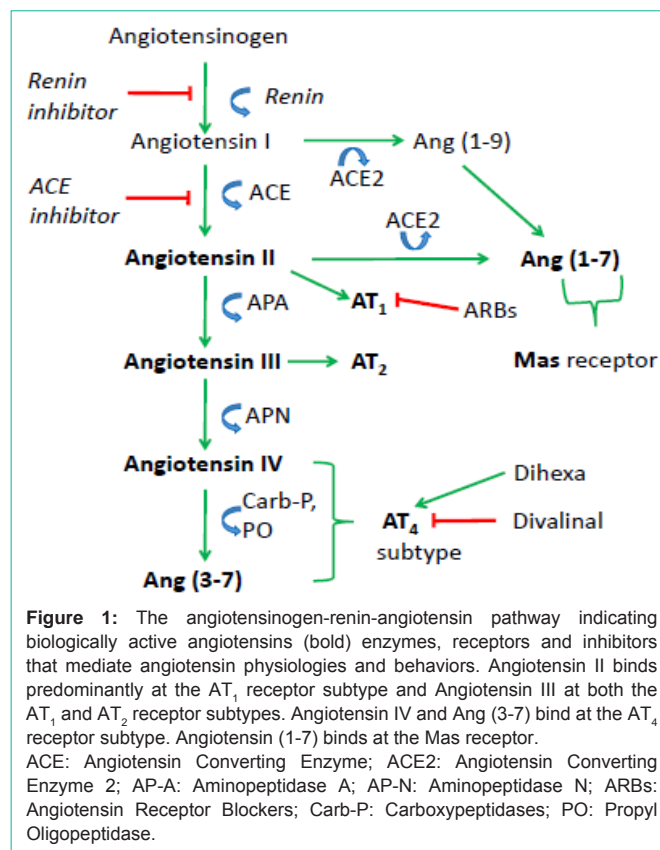 Angiotensinogen
Renin
inhibitor
Renin
Angiotensin I
Ang (1-9)
ACE2
ACE
inhibitor
ACE
ACE2
Angiotensin II
Ang (1-7)
APA
AT1
ARBs
Angiotensin III
AT2
Mas receptor
APN
Angiotensin IV
Dihexa
Carb-P,
PO
AT4
subtype
Divalinal
Ang (3-7)
Figure 1: The angiotensinogen-renin-angiotensin pathway indicating
biologically active angiotensins (bold) enzymes, receptors and inhibitors
that mediate angiotensin physiologies and behaviors. Angiotensin II binds
predominantly at the AT1 receptor subtype and Angiotensin III at both the
AT1 and AT2 receptor subtypes. Angiotensin IV and Ang (3-7) bind at the AT4
receptor subtype. Angiotensin (1-7) binds at the Mas receptor.
ACE: Angiotensin Converting Enzyme; ACE2: Angiotensin Converting
Enzyme 2; AP-A: Aminopeptidase A; AP-N: Aminopeptidase N; ARBs:
Angiotensin Receptor Blockers; Carb-P: Carboxypeptidases; PO: Propyl
Oligopeptidase.